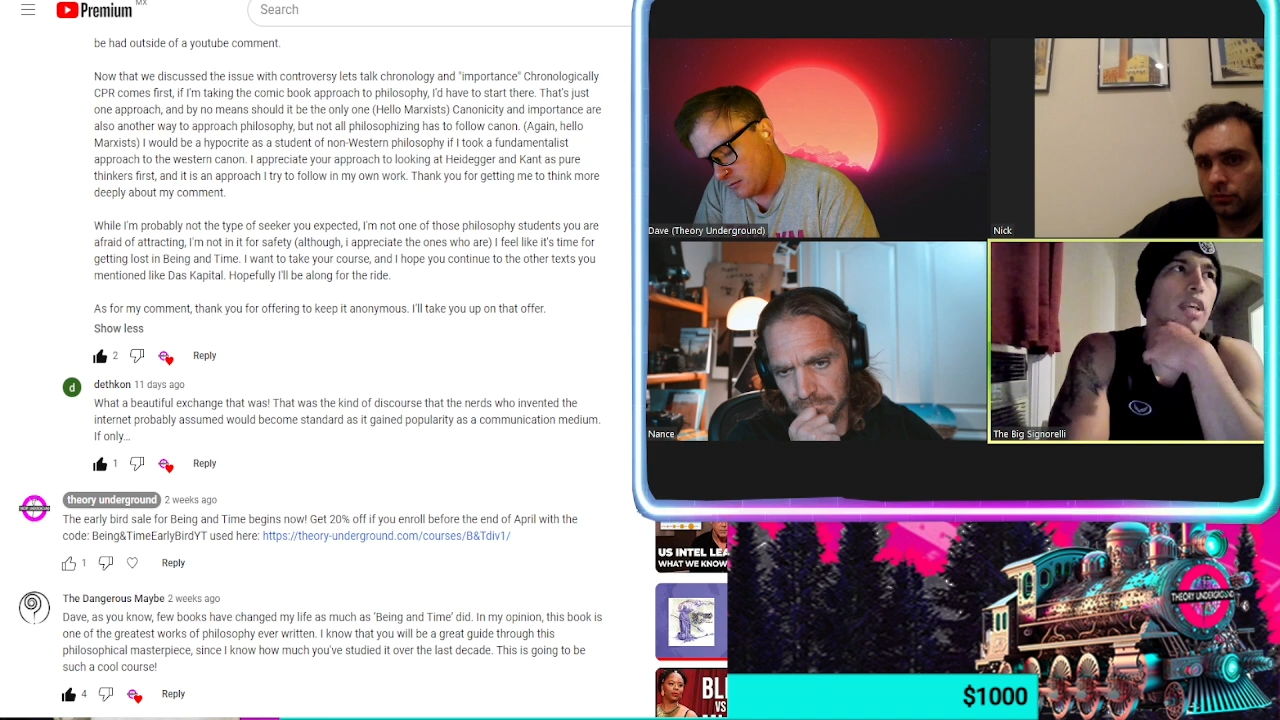 Premium MX
Search
be had outside of a youtube comment.
Now that we discussed the issue with controversy lets talk chronology and "importance" Chronologically
CPR comes first, if I'm taking the comic book approach to philosophy, I'd have to start there. That's just
one approach, and by no means should it be the only one (Hello Marxists) Canonicity and importance are
also another way to approach philosophy, but not all philosophizing has to follow canon. (Again, hello
Marxists) I would be a hypocrite as a student of non-Western philosophy if I took a fundamentalist
approach to the western canon. I appreciate your approach to looking at Heidegger and Kant as pure
thinkers first, and it is an approach I try to follow in my own work. Thank you for getting me to think more
deeply about my comment.
While I'm probably not the type of seeker you expected, I'm not one of those philosophy students you are
afraid of attracting, I'm not in it for safety (although, i appreciate the ones who are) I feel like it's time for
getting lost in Being and Time. I want to take your course, and I hope you continue to the other texts you
mentioned like Das Kapital. Hopefully I'll be along for the ride.
As for my comment, thank you for offering to keep it anonymous. I'll take you up on that offer.
Show less
2 Reply
d
dethkon 11 days ago
What a beautiful exchange that was! That was the kind of discourse that the nerds who invented the
internet probably assumed would become standard as it gained popularity as a communication medium.
If only…
1 Reply
theory underground 2 weeks ago
The early bird sale for Being and Time begins now! Get 20% off if you enroll before the end of April with the
code: Being&TimeEarlyBirdYT used here: https://theory-underground.com/courses/B&Tdiv1/
1 Reply
The Dangerous Maybe 2 weeks ago
Dave, as you know, few books have changed my life as much as 'Being and Time' did. In my opinion, this book is
one of the greatest works of philosophy ever written. I know that you will be a great guide through this
philosophical masterpiece, since I know how much you've studied it over the last decade. This is going to be
such a cool course!
4 Reply
Dave (Theory Underground)
Nick
Nance
The Big Signorelli
US INTEL LEA
WHAT WE KNOW
BL
VS
THEORY UNDERGROUND
$1000